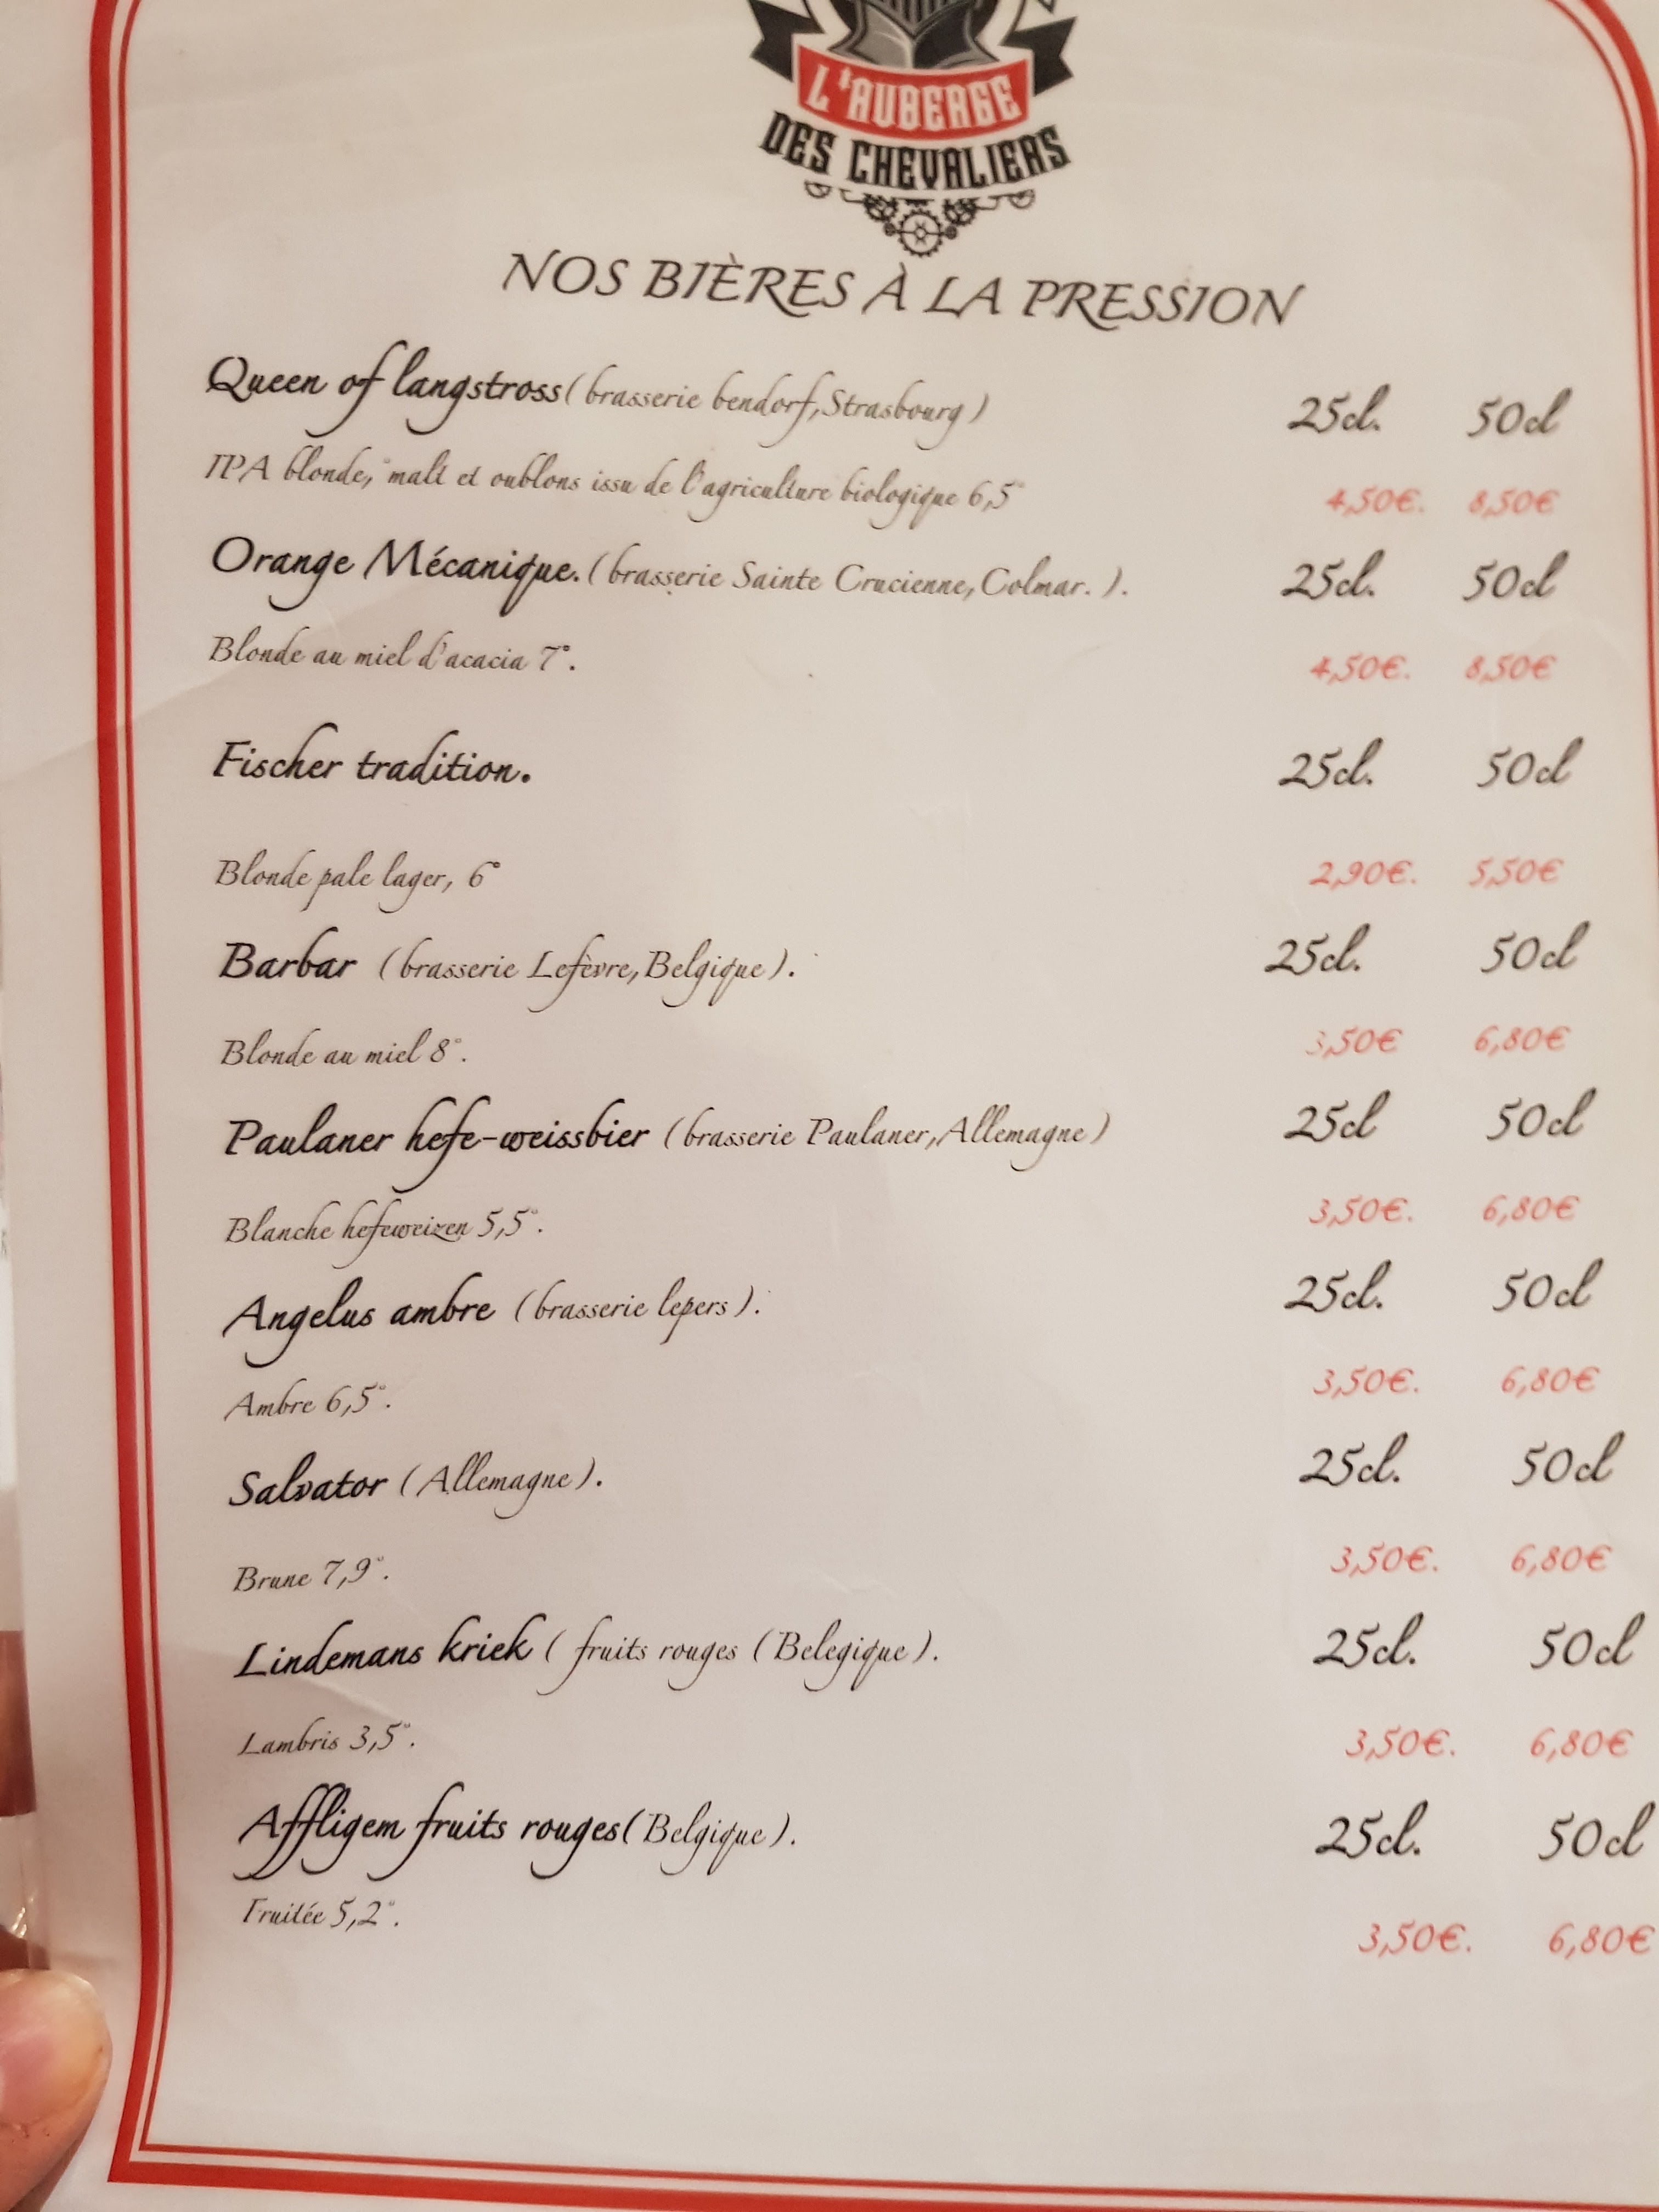 L'AUBERGE
DES CHEVALIERS
NOS BIÈRES À LA PRESSION
Queen of langstross( brasserie bendorf,Strasbourg ) 25cl. 50cl
IPA blonde, malt et oublons issu de l'agriculture biologique 6,5° 4,50€. 8,50€
Orange Mécanique. ( brasserie Sainte Crucienne, Colmar. ). 25cl. 50cl
Blonde au miel d'acacia 7°. 4,50€. 8,50€
Fischer tradition. 25cl. 50cl
Blonde pale lager, 6° 2,90€. 5,50€
Barbar ( brasserie Lefèvre, Belgique ). 25cl. 50cl
Blonde au miel 8°. 3,50€ 6,80€
Paulaner hefe-weissbier ( brasserie Paulaner, Allemagne ) 25cl 50cl
Blanche hefeweizen 5,5°. 3,50€. 6,80€
Angelus ambre ( brasserie lepers ). 25cl. 50cl
Ambre 6,5°. 3,50€. 6,80€
Salvator ( Allemagne ). 25cl. 50cl
Brune 7,9°. 3,50€. 6,80€
Lindemans kriek ( fruits rouges ( Belegique ). 25cl. 50cl
Lambris 3,5°. 3,50€. 6,80€
Affligem fruits rouges( Belgique ). 25cl. 50cl
Fruitée 5,2°. 3,50€. 6,80€